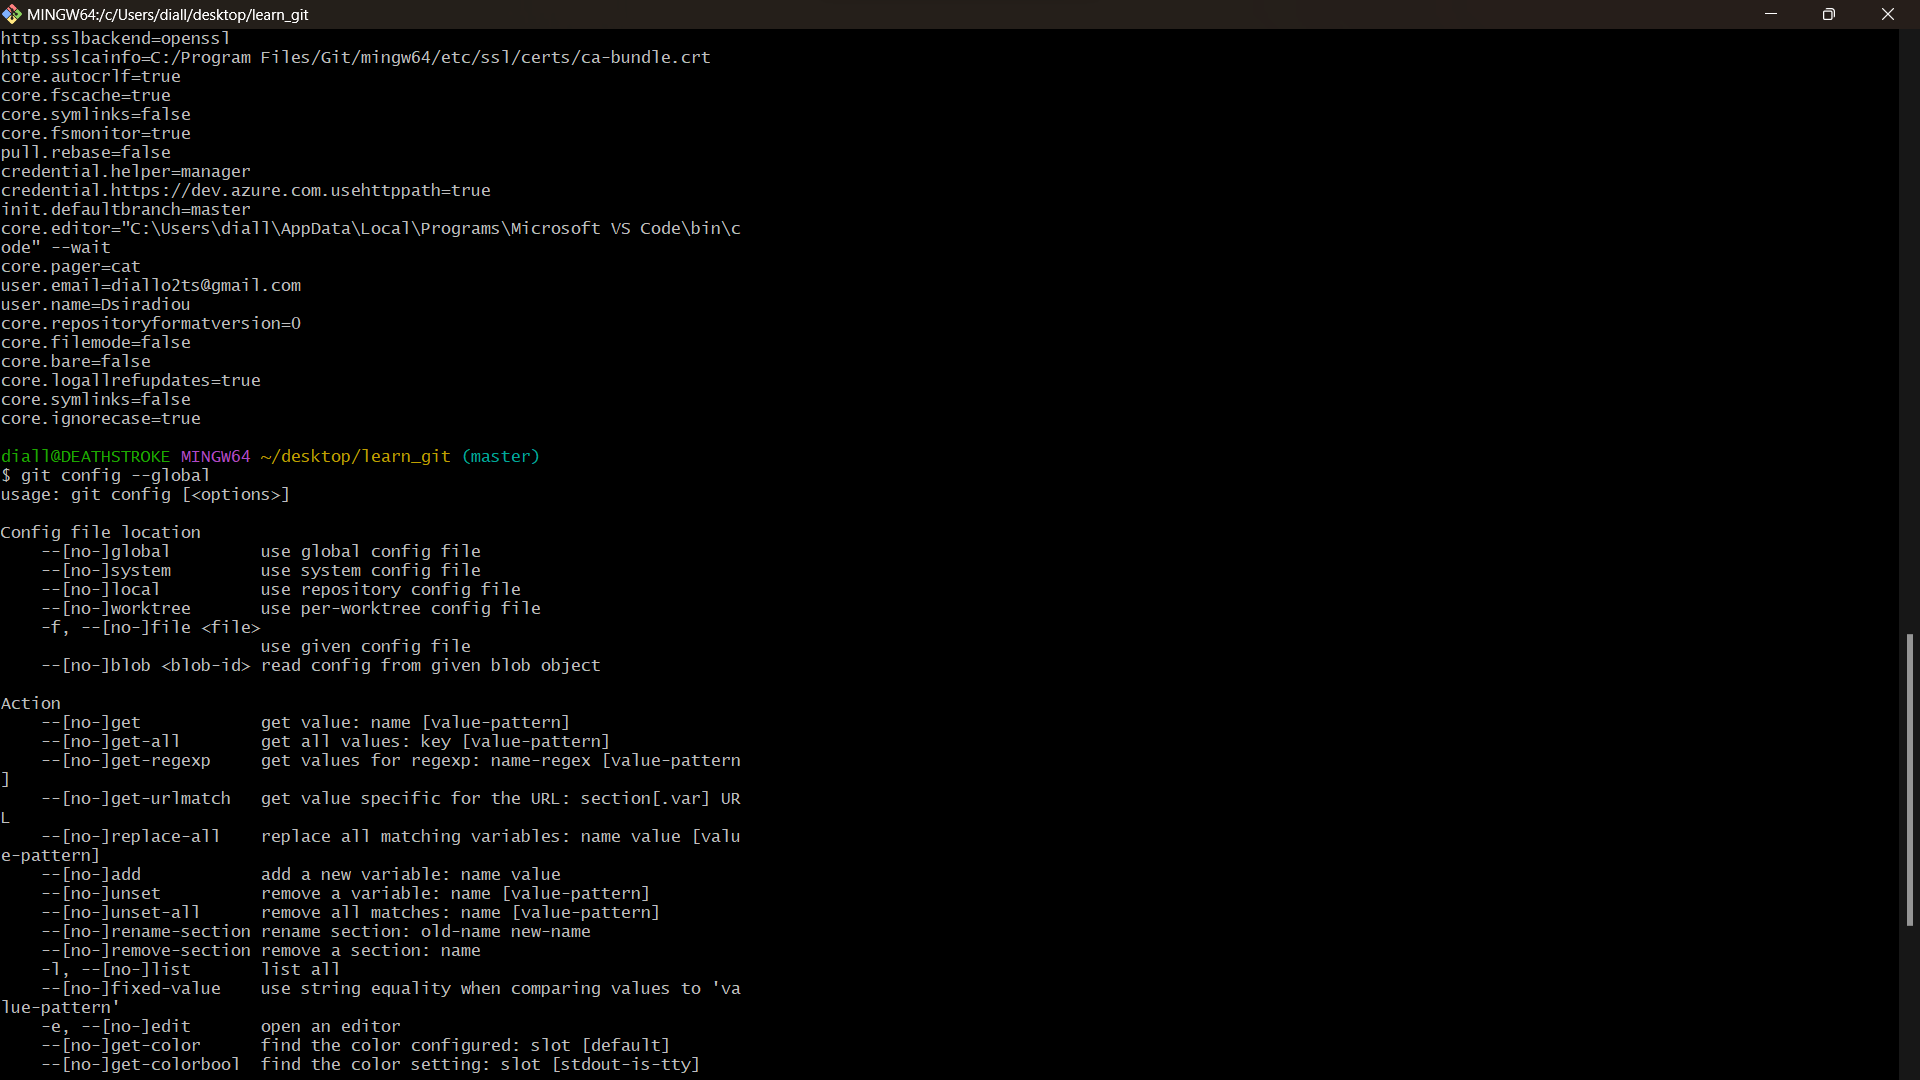 MINGW64:/c/Users/diall/desktop/learn_git
http.sslbackend=openssl
http.sslcainfo=C:/Program Files/Git/mingw64/etc/ssl/certs/ca-bundle.crt
core.autocrlf=true
core.fscache=true
core.symlinks=false
core.fsmonitor=true
pull.rebase=false
credential.helper=manager
credential.https://dev.azure.com.usehttppath=true
init.defaultbranch=master
core.editor="C:\Users\diall\AppData\Local\Programs\Microsoft VS Code\bin\c
ode" --wait
core.pager=cat
user.email=diallo2ts@gmail.com
user.name=Dsiradiou
core.repositoryformatversion=0
core.filemode=false
core.bare=false
core.logallrefupdates=true
core.symlinks=false
core.ignorecase=true
diall@DEATHSTROKE MINGW64 ~/desktop/learn_git (master)
$ git config --global
usage: git config [<options>]
Config file location
    --[no-]global         use global config file
    --[no-]system         use system config file
    --[no-]local          use repository config file
    --[no-]worktree       use per-worktree config file
    -f, --[no-]file <file>
                          use given config file
    --[no-]blob <blob-id> read config from given blob object
Action
    --[no-]get            get value: name [value-pattern]
    --[no-]get-all        get all values: key [value-pattern]
    --[no-]get-regexp     get values for regexp: name-regex [value-pattern
]
    --[no-]get-urlmatch   get value specific for the URL: section[.var] UR
L
    --[no-]replace-all    replace all matching variables: name value [valu
e-pattern]
    --[no-]add            add a new variable: name value
    --[no-]unset          remove a variable: name [value-pattern]
    --[no-]unset-all      remove all matches: name [value-pattern]
    --[no-]rename-section rename section: old-name new-name
    --[no-]remove-section remove a section: name
    -l, --[no-]list       list all
    --[no-]fixed-value    use string equality when comparing values to 'va
lue-pattern'
    -e, --[no-]edit       open an editor
    --[no-]get-color      find the color configured: slot [default]
    --[no-]get-colorbool  find the color setting: slot [stdout-is-tty]